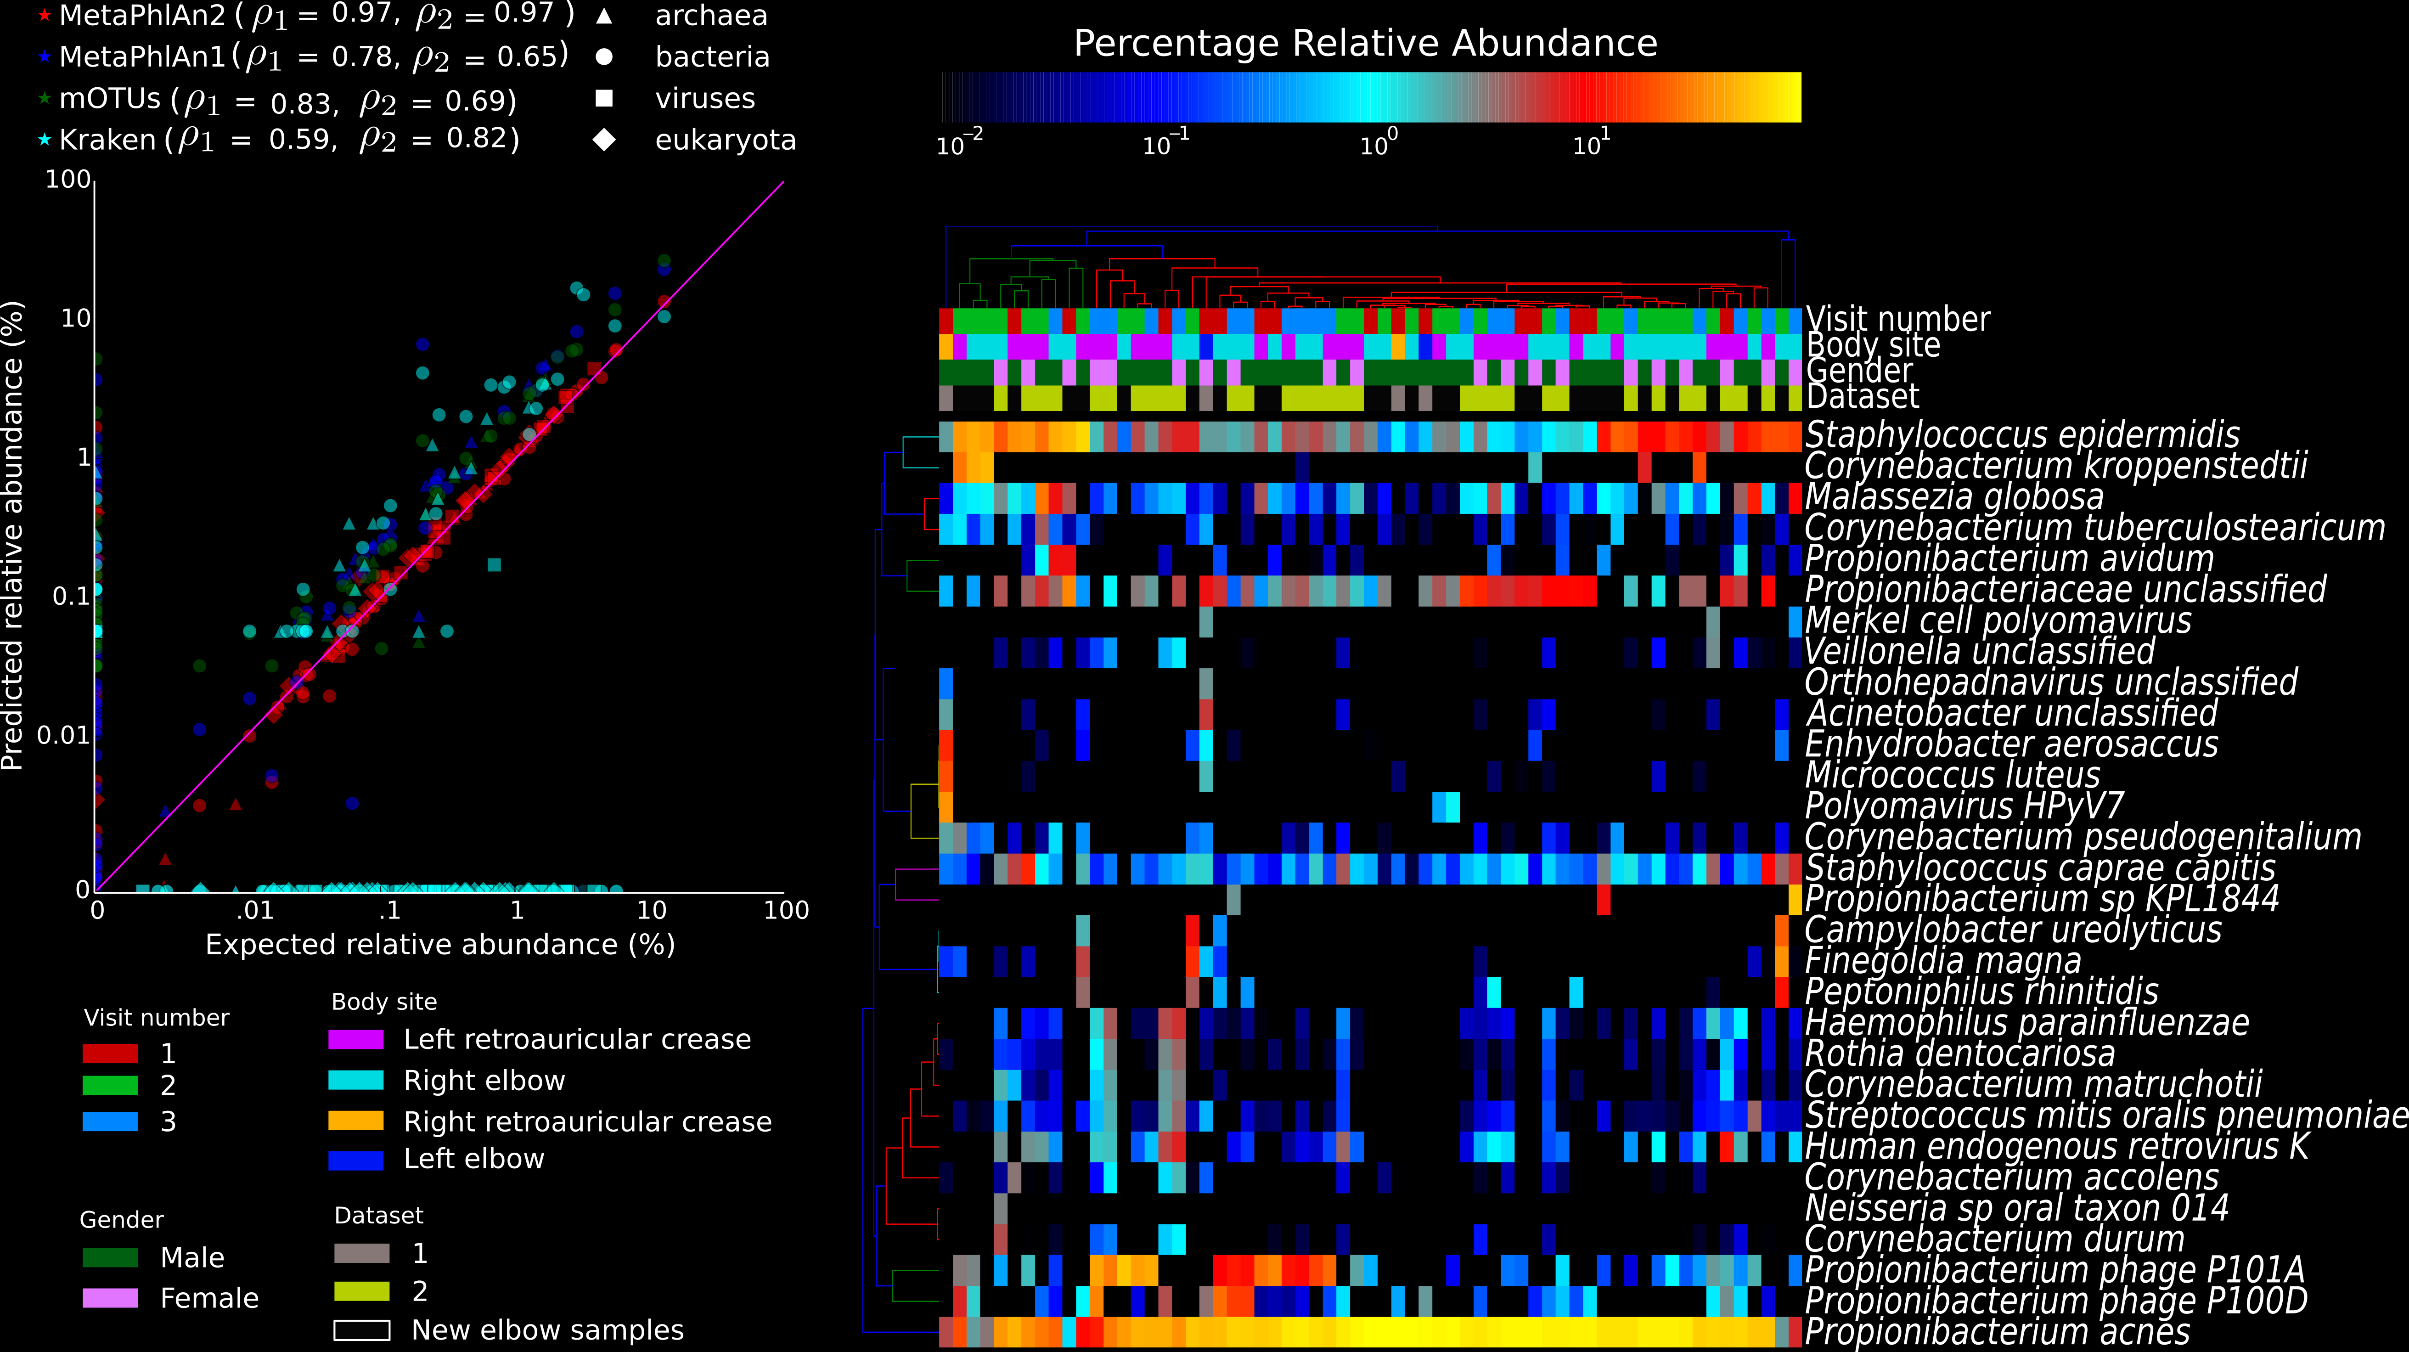 MetaPhlAn2 (ρ1 = 0.97, ρ2 = 0.97 )
MetaPhlAn1 (ρ1 = 0.78, ρ2 = 0.65)
mOTUs (ρ1 = 0.83, ρ2 = 0.69)
Kraken (ρ1 = 0.59, ρ2 = 0.82)
archaea
bacteria
viruses
eukaryota
Predicted relative abundance (%)
100
10
1
0.1
0.01
0
0
.01
.1
1
10
100
Expected relative abundance (%)
Visit number
1
2
3
Body site
Left retroauricular crease
Right elbow
Right retroauricular crease
Left elbow
Gender
Male
Female
Dataset
1
2
New elbow samples
Percentage Relative Abundance
10⁻²
10⁻¹
10⁰
10¹
Visit number
Body site
Gender
Dataset
Staphylococcus epidermidis
Corynebacterium kroppenstedtii
Malassezia globosa
Corynebacterium tuberculostearicum
Propionibacterium avidum
Propionibacteriaceae unclassified
Merkel cell polyomavirus
Veillonella unclassified
Orthohepadnavirus unclassified
Acinetobacter unclassified
Enhydrobacter aerosaccus
Micrococcus luteus
Polyomavirus HPyV7
Corynebacterium pseudogenitalium
Staphylococcus caprae capitis
Propionibacterium sp KPL1844
Campylobacter ureolyticus
Finegoldia magna
Peptoniphilus rhinitidis
Haemophilus parainfluenzae
Rothia dentocariosa
Corynebacterium matruchotii
Streptococcus mitis oralis pneumoniae
Human endogenous retrovirus K
Corynebacterium accolens
Neisseria sp oral taxon 014
Corynebacterium durum
Propionibacterium phage P101A
Propionibacterium phage P100D
Propionibacterium acnes